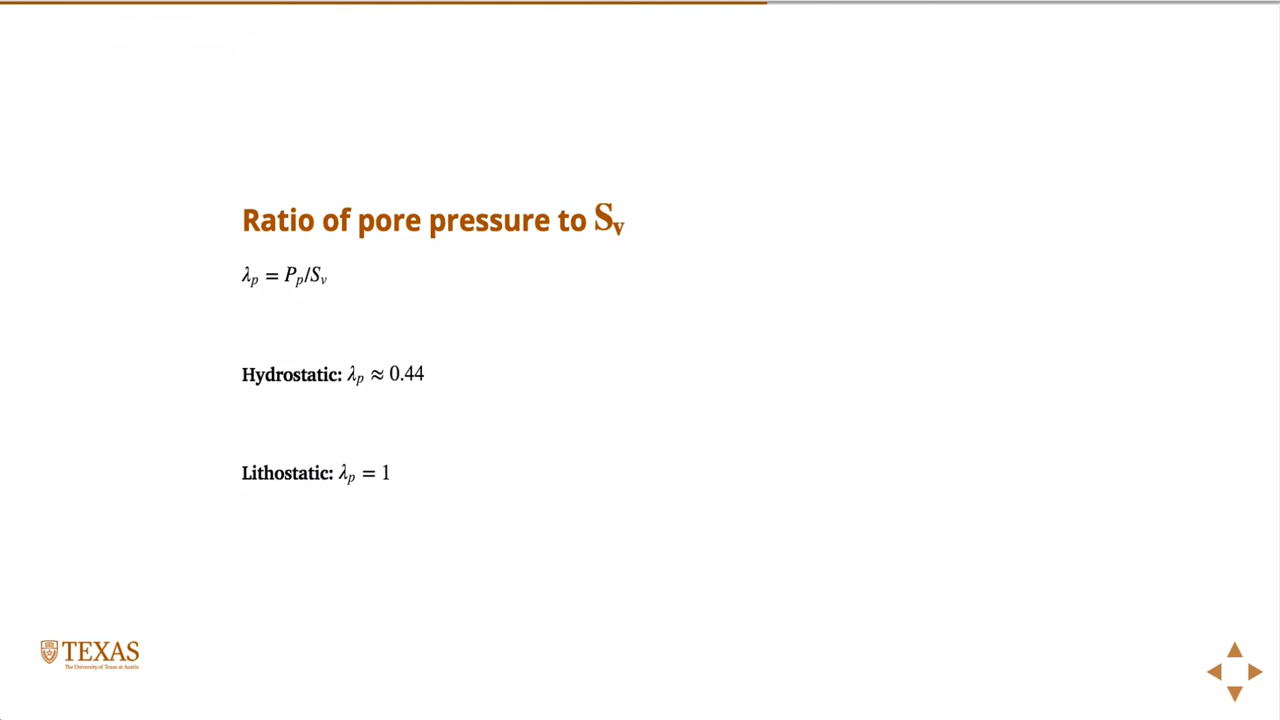 Ratio of pore pressure to Sᵥ
λₚ = Pₚ/Sᵥ
Hydrostatic: λₚ ≈ 0.44
Lithostatic: λₚ = 1
TEXAS
The University of Texas at Austin